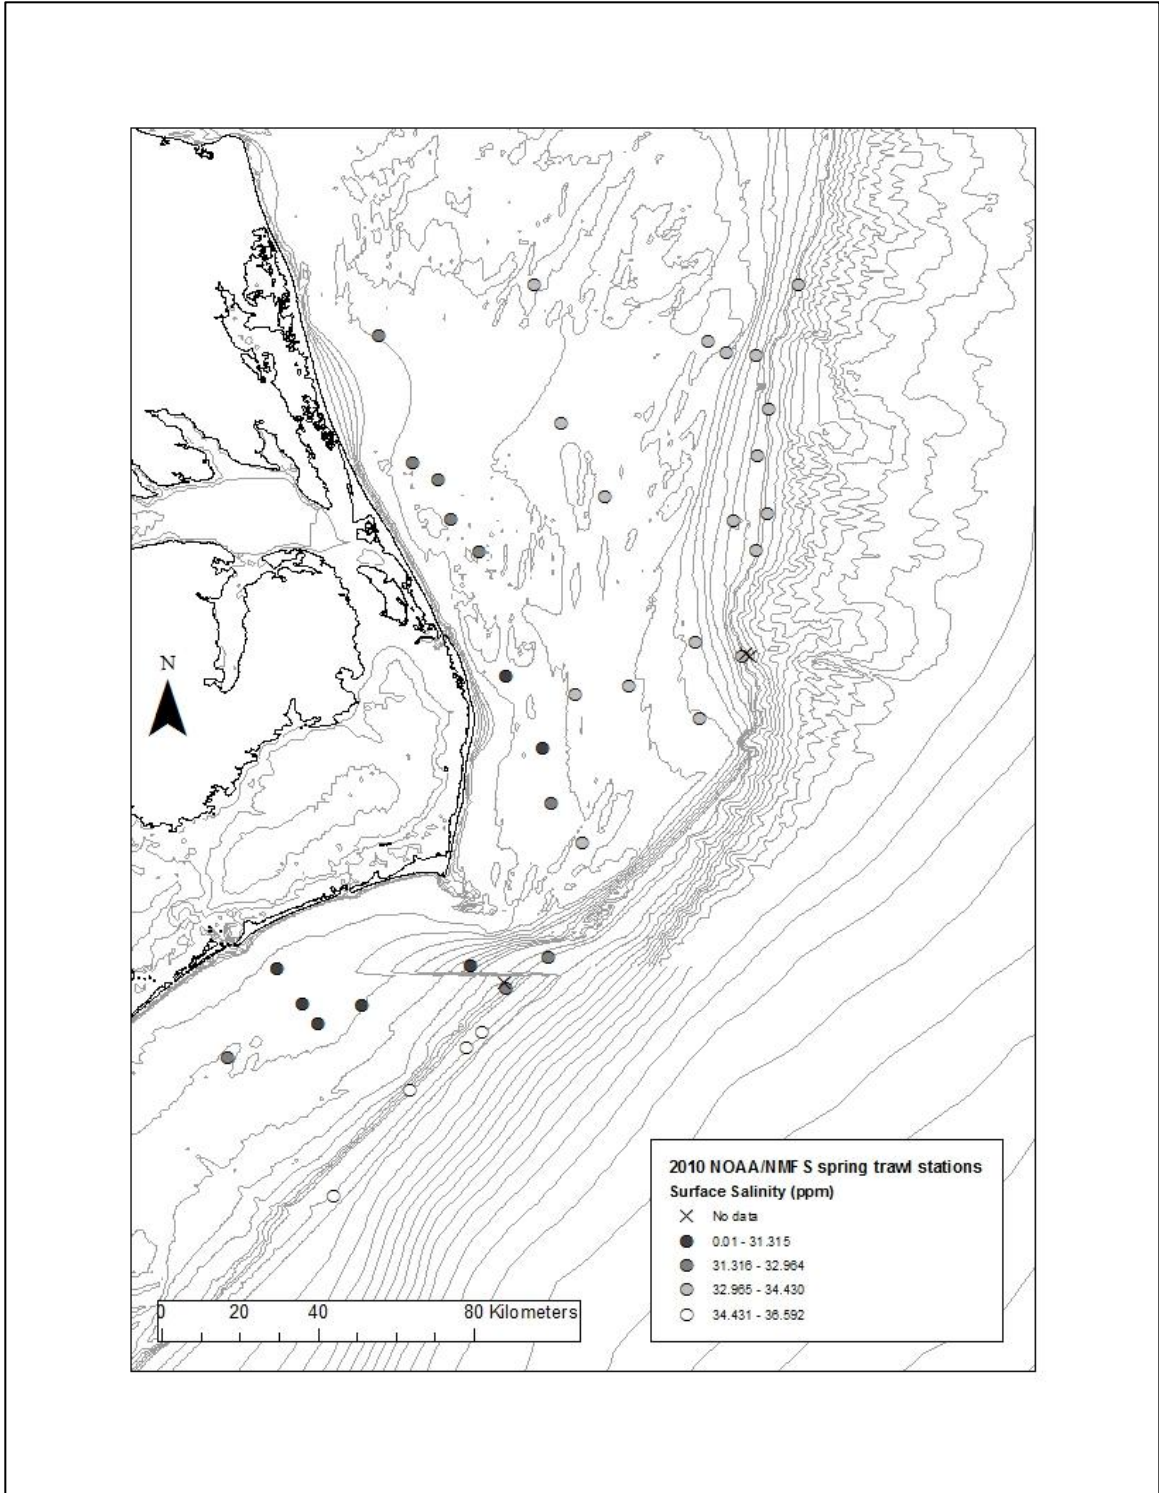 N
2010 NOAA/NMFS spring trawl stations
Surface Salinity (ppm)
No data
0.01 - 31.315
31.316 - 32.964
32.965 - 34.430
34.431 - 36.592
0 20 40 80 Kilometers